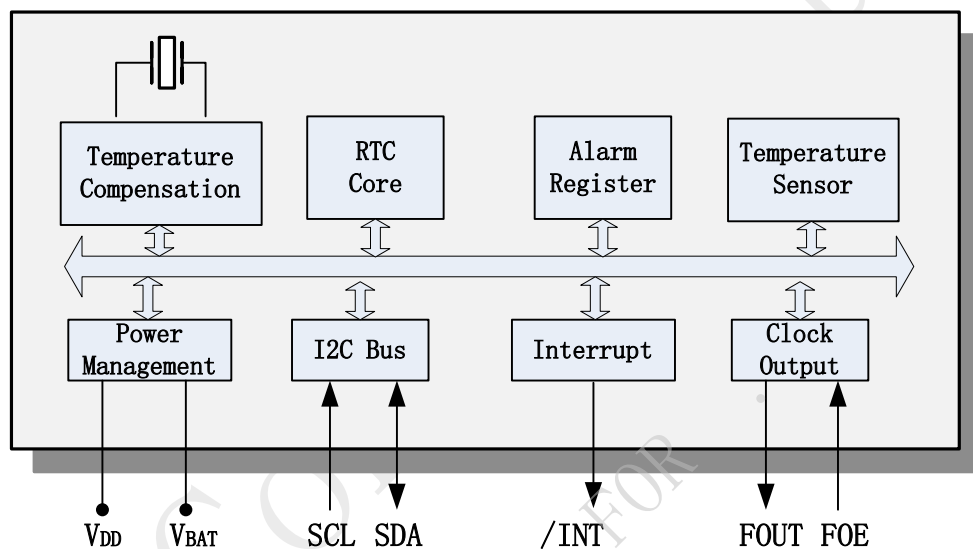 Temperature
Compensation
RTC
Core
Alarm
Register
Temperature
Sensor
Power
Management
I2C Bus
Interrupt
Clock
Output
VDD VBAT SCL SDA /INT FOUT FOE
FOR